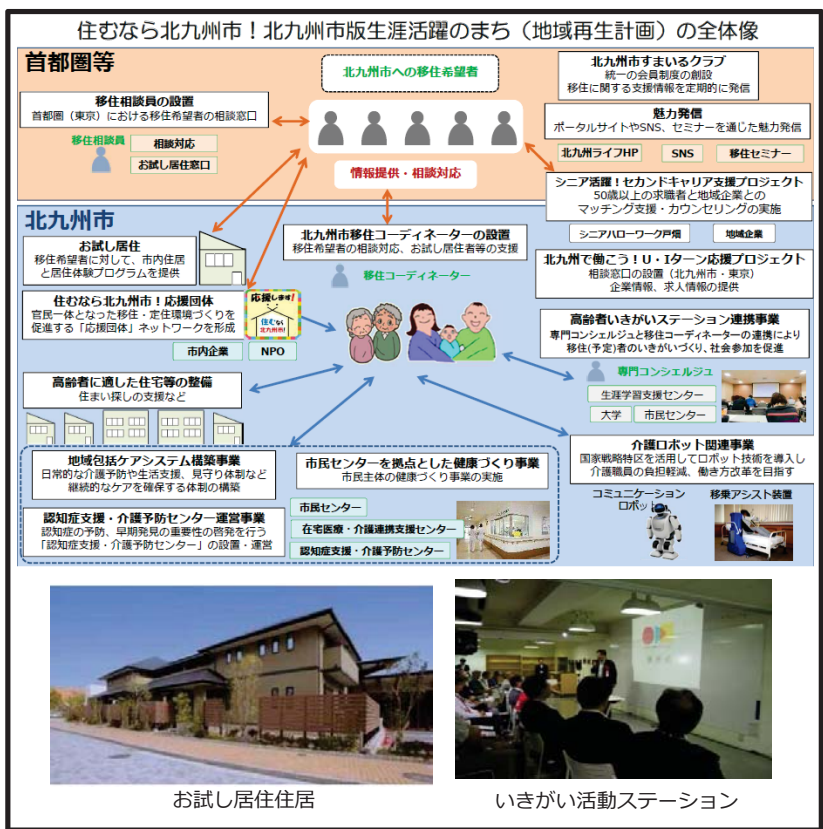 住むなら北九州市！北九州市版生涯活躍のまち（地域再生計画）の全体像
首都圏等
北九州市への移住希望者
北九州市すまいるクラブ
統一の会員制度の創設
移住に関する支援情報を定期的に発信
移住相談員の設置
首都圏（東京）における移住希望者の相談窓口
移住相談員
相談対応
お試し居住窓口
魅力発信
ポータルサイトやSNS、セミナーを通じた魅力発信
北九州ライフHP
SNS
移住セミナー
情報提供・相談対応
シニア活躍！セカンドキャリア支援プロジェクト
50歳以上の求職者と地域企業との
マッチング支援・カウンセリングの実施
シニアハローワーク戸畑
地域企業
北九州市
お試し居住
移住希望者に対して、市内住居
と居住体験プログラムを提供
北九州市移住コーディネーターの設置
移住希望者の相談対応、お試し居住者等の支援
移住コーディネーター
北九州で働こう！U・Iターン応援プロジェクト
相談窓口の設置（北九州市・東京）
企業情報、求人情報の提供
住むなら北九州市！応援団体
官民一体となった移住・定住環境づくりを
促進する「応援団体」ネットワークを形成
応援します！
住むなら
北九州市！
市内企業
NPO
高齢者いきがいステーション連携事業
専門コンシェルジュと移住コーディネーターの連携により
移住(予定)者のいきがいづくり、社会参加を促進
専門コンシェルジュ
生涯学習支援センター
大学
市民センター
高齢者に適した住宅等の整備
住まい探しの支援など
介護ロボット関連事業
国家戦略特区を活用してロボット技術を導入し
介護職員の負担軽減、働き方改革を目指す
コミュニケーション
ロボット
移乗アシスト装置
地域包括ケアシステム構築事業
日常的な介護予防や生活支援、見守り体制など
継続的なケアを確保する体制の構築
市民センターを拠点とした健康づくり事業
市民主体の健康づくり事業の実施
市民センター
在宅医療・介護連携支援センター
認知症支援・介護予防センター
認知症支援・介護予防センター運営事業
認知症の予防、早期発見の重要性の啓発を行う
「認知症支援・介護予防センター」の設置・運営
お試し居住住居
いきがい活動ステーション